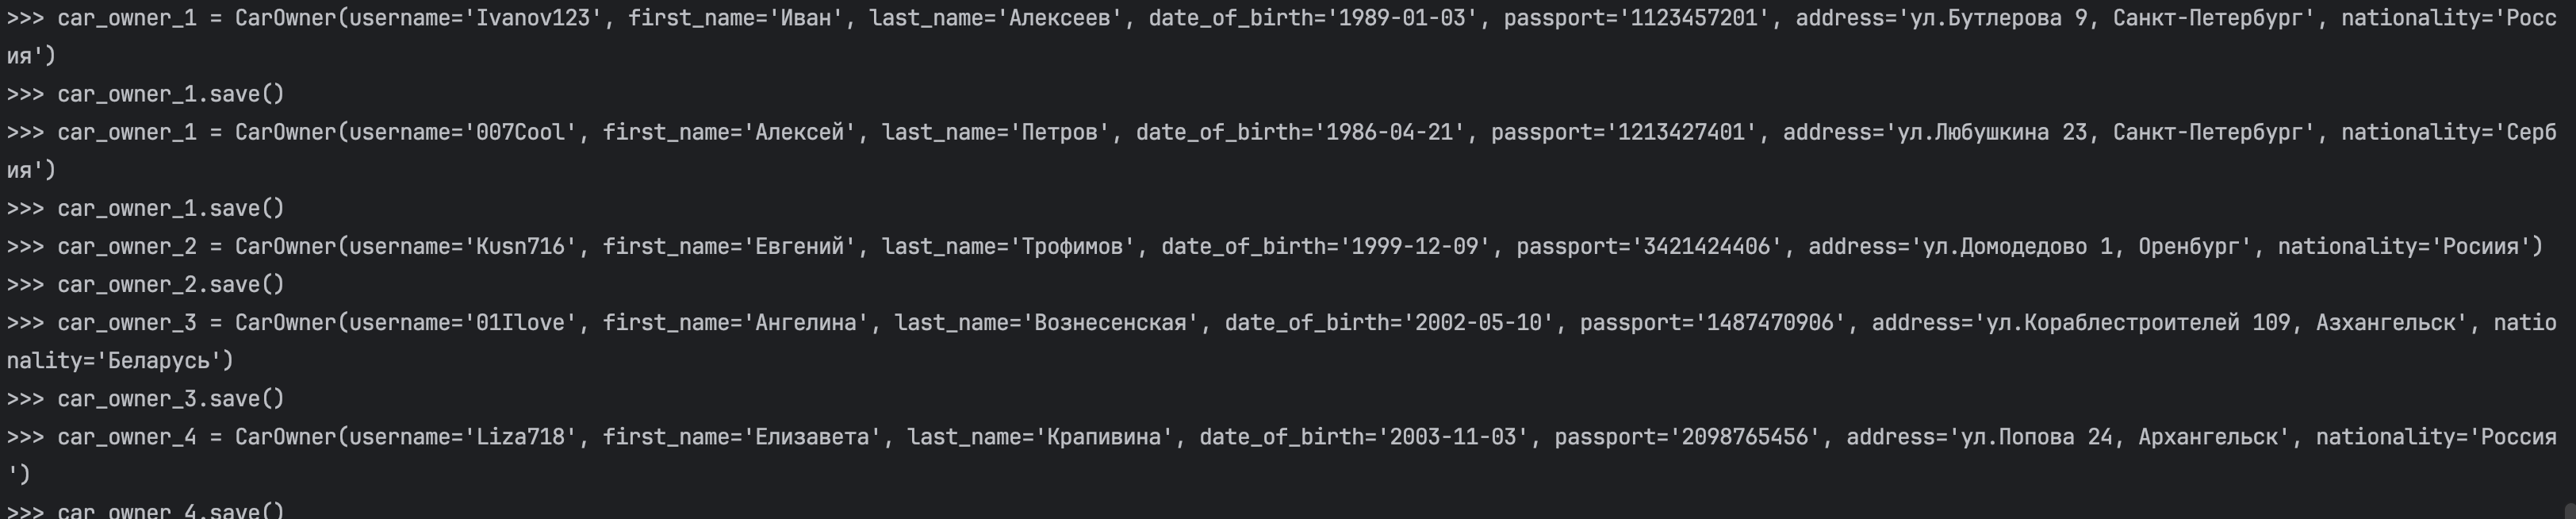 >>> car_owner_1 = CarOwner(username='Ivanov123', first_name='Иван', last_name='Алексеев', date_of_birth='1989-01-03', passport='1123457201', address='ул.Бутлерова 9, Санкт-Петербург', nationality='Росс
ия')
>>> car_owner_1.save()
>>> car_owner_1 = CarOwner(username='007Cool', first_name='Алексей', last_name='Петров', date_of_birth='1986-04-21', passport='1213427401', address='ул.Любушкина 23, Санкт-Петербург', nationality='Серб
ия')
>>> car_owner_1.save()
>>> car_owner_2 = CarOwner(username='Kusn716', first_name='Евгений', last_name='Трофимов', date_of_birth='1999-12-09', passport='3421424406', address='ул.Домодедово 1, Оренбург', nationality='Росиия')
>>> car_owner_2.save()
>>> car_owner_3 = CarOwner(username='01Ilove', first_name='Ангелина', last_name='Вознесенская', date_of_birth='2002-05-10', passport='1487470906', address='ул.Кораблестроителей 109, Азхангельск', natio
nality='Беларусь')
>>> car_owner_3.save()
>>> car_owner_4 = CarOwner(username='Liza718', first_name='Елизавета', last_name='Крапивина', date_of_birth='2003-11-03', passport='2098765456', address='ул.Попова 24, Архангельск', nationality='Россия
')
>>> car_owner_4.save()